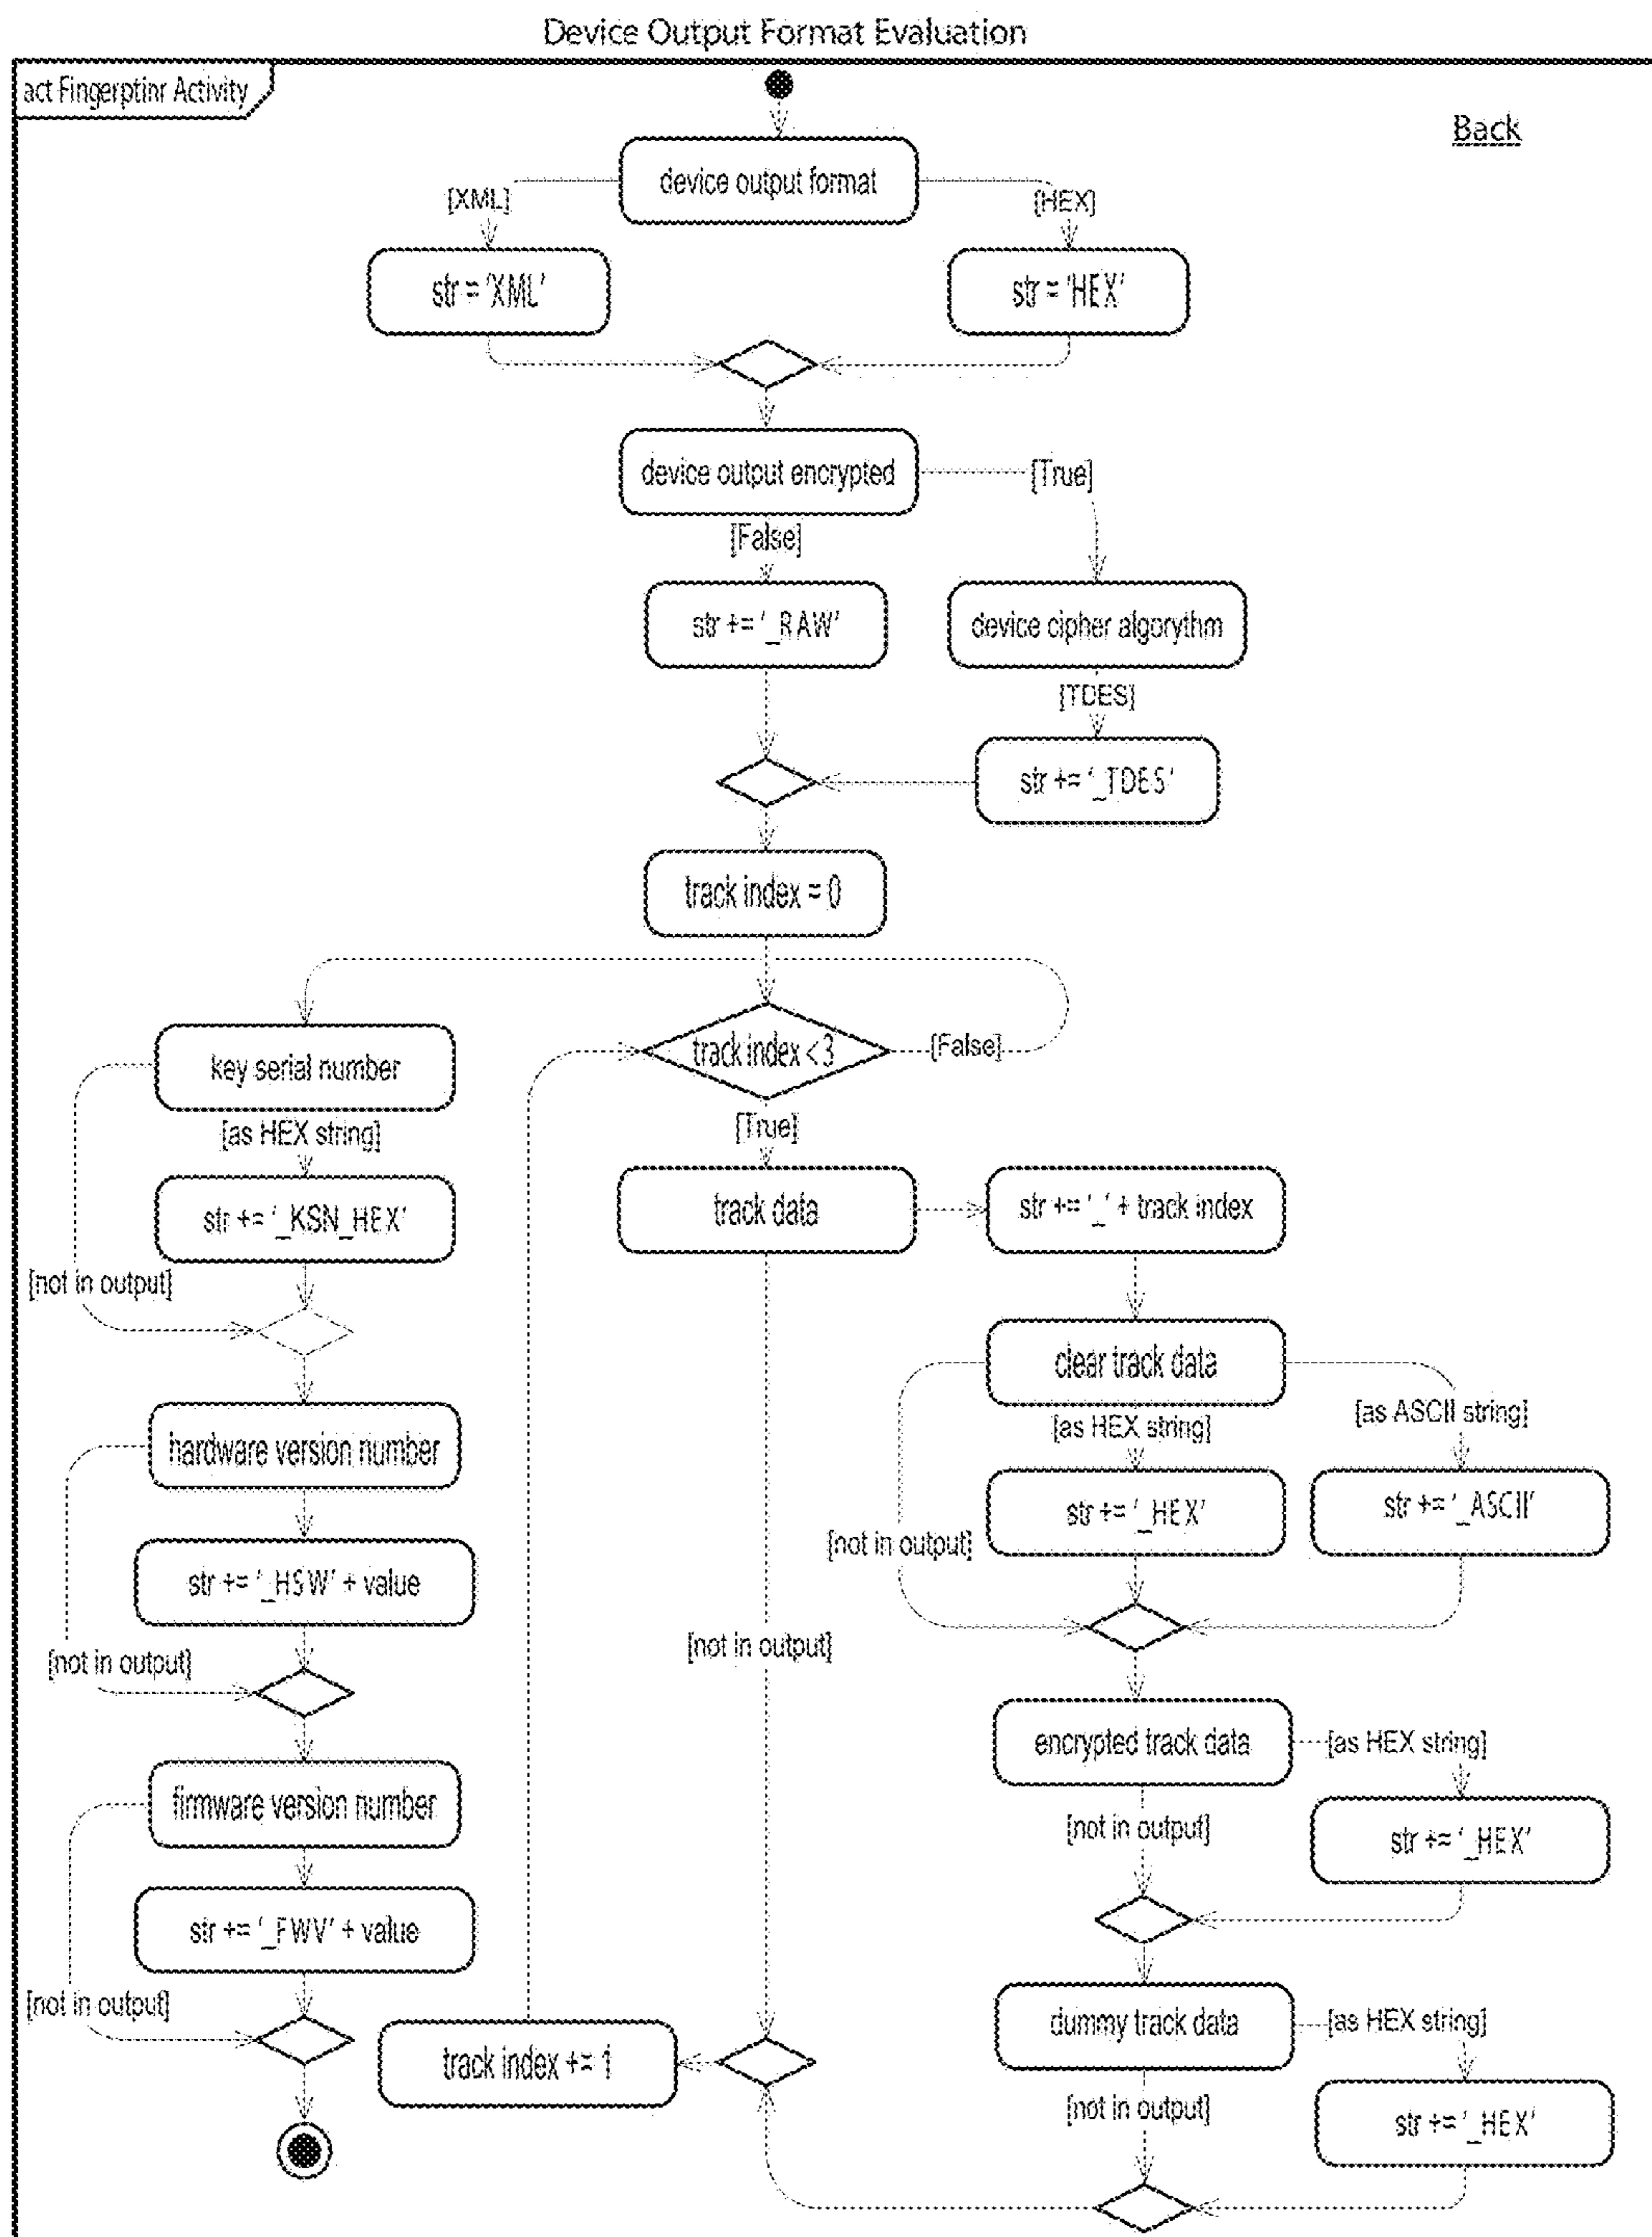 Device Output Format Evaluation
act Fingerptinr Activity
Back
device output format
[XML]
[HEX]
str = 'XML'
str = 'HEX'
device output encrypted
[True]
[False]
str += '_RAW'
device cipher algorythm
[TDES]
str += '_TDES'
track index = 0
key serial number
track index < 3
[False]
[as HEX string]
[True]
str += '_KSN_HEX'
track data
str += '_' + track index
[not in output]
clear track data
[as HEX string]
[as ASCII string]
hardware version number
str += '_HEX'
str += '_ASCII'
[not in output]
str += '_HSW' + value
[not in output]
[not in output]
encrypted track data
[as HEX string]
firmware version number
[not in output]
str += '_HEX'
str += '_FWV' + value
[not in output]
dummy track data
[as HEX string]
track index += 1
[not in output]
str += '_HEX'